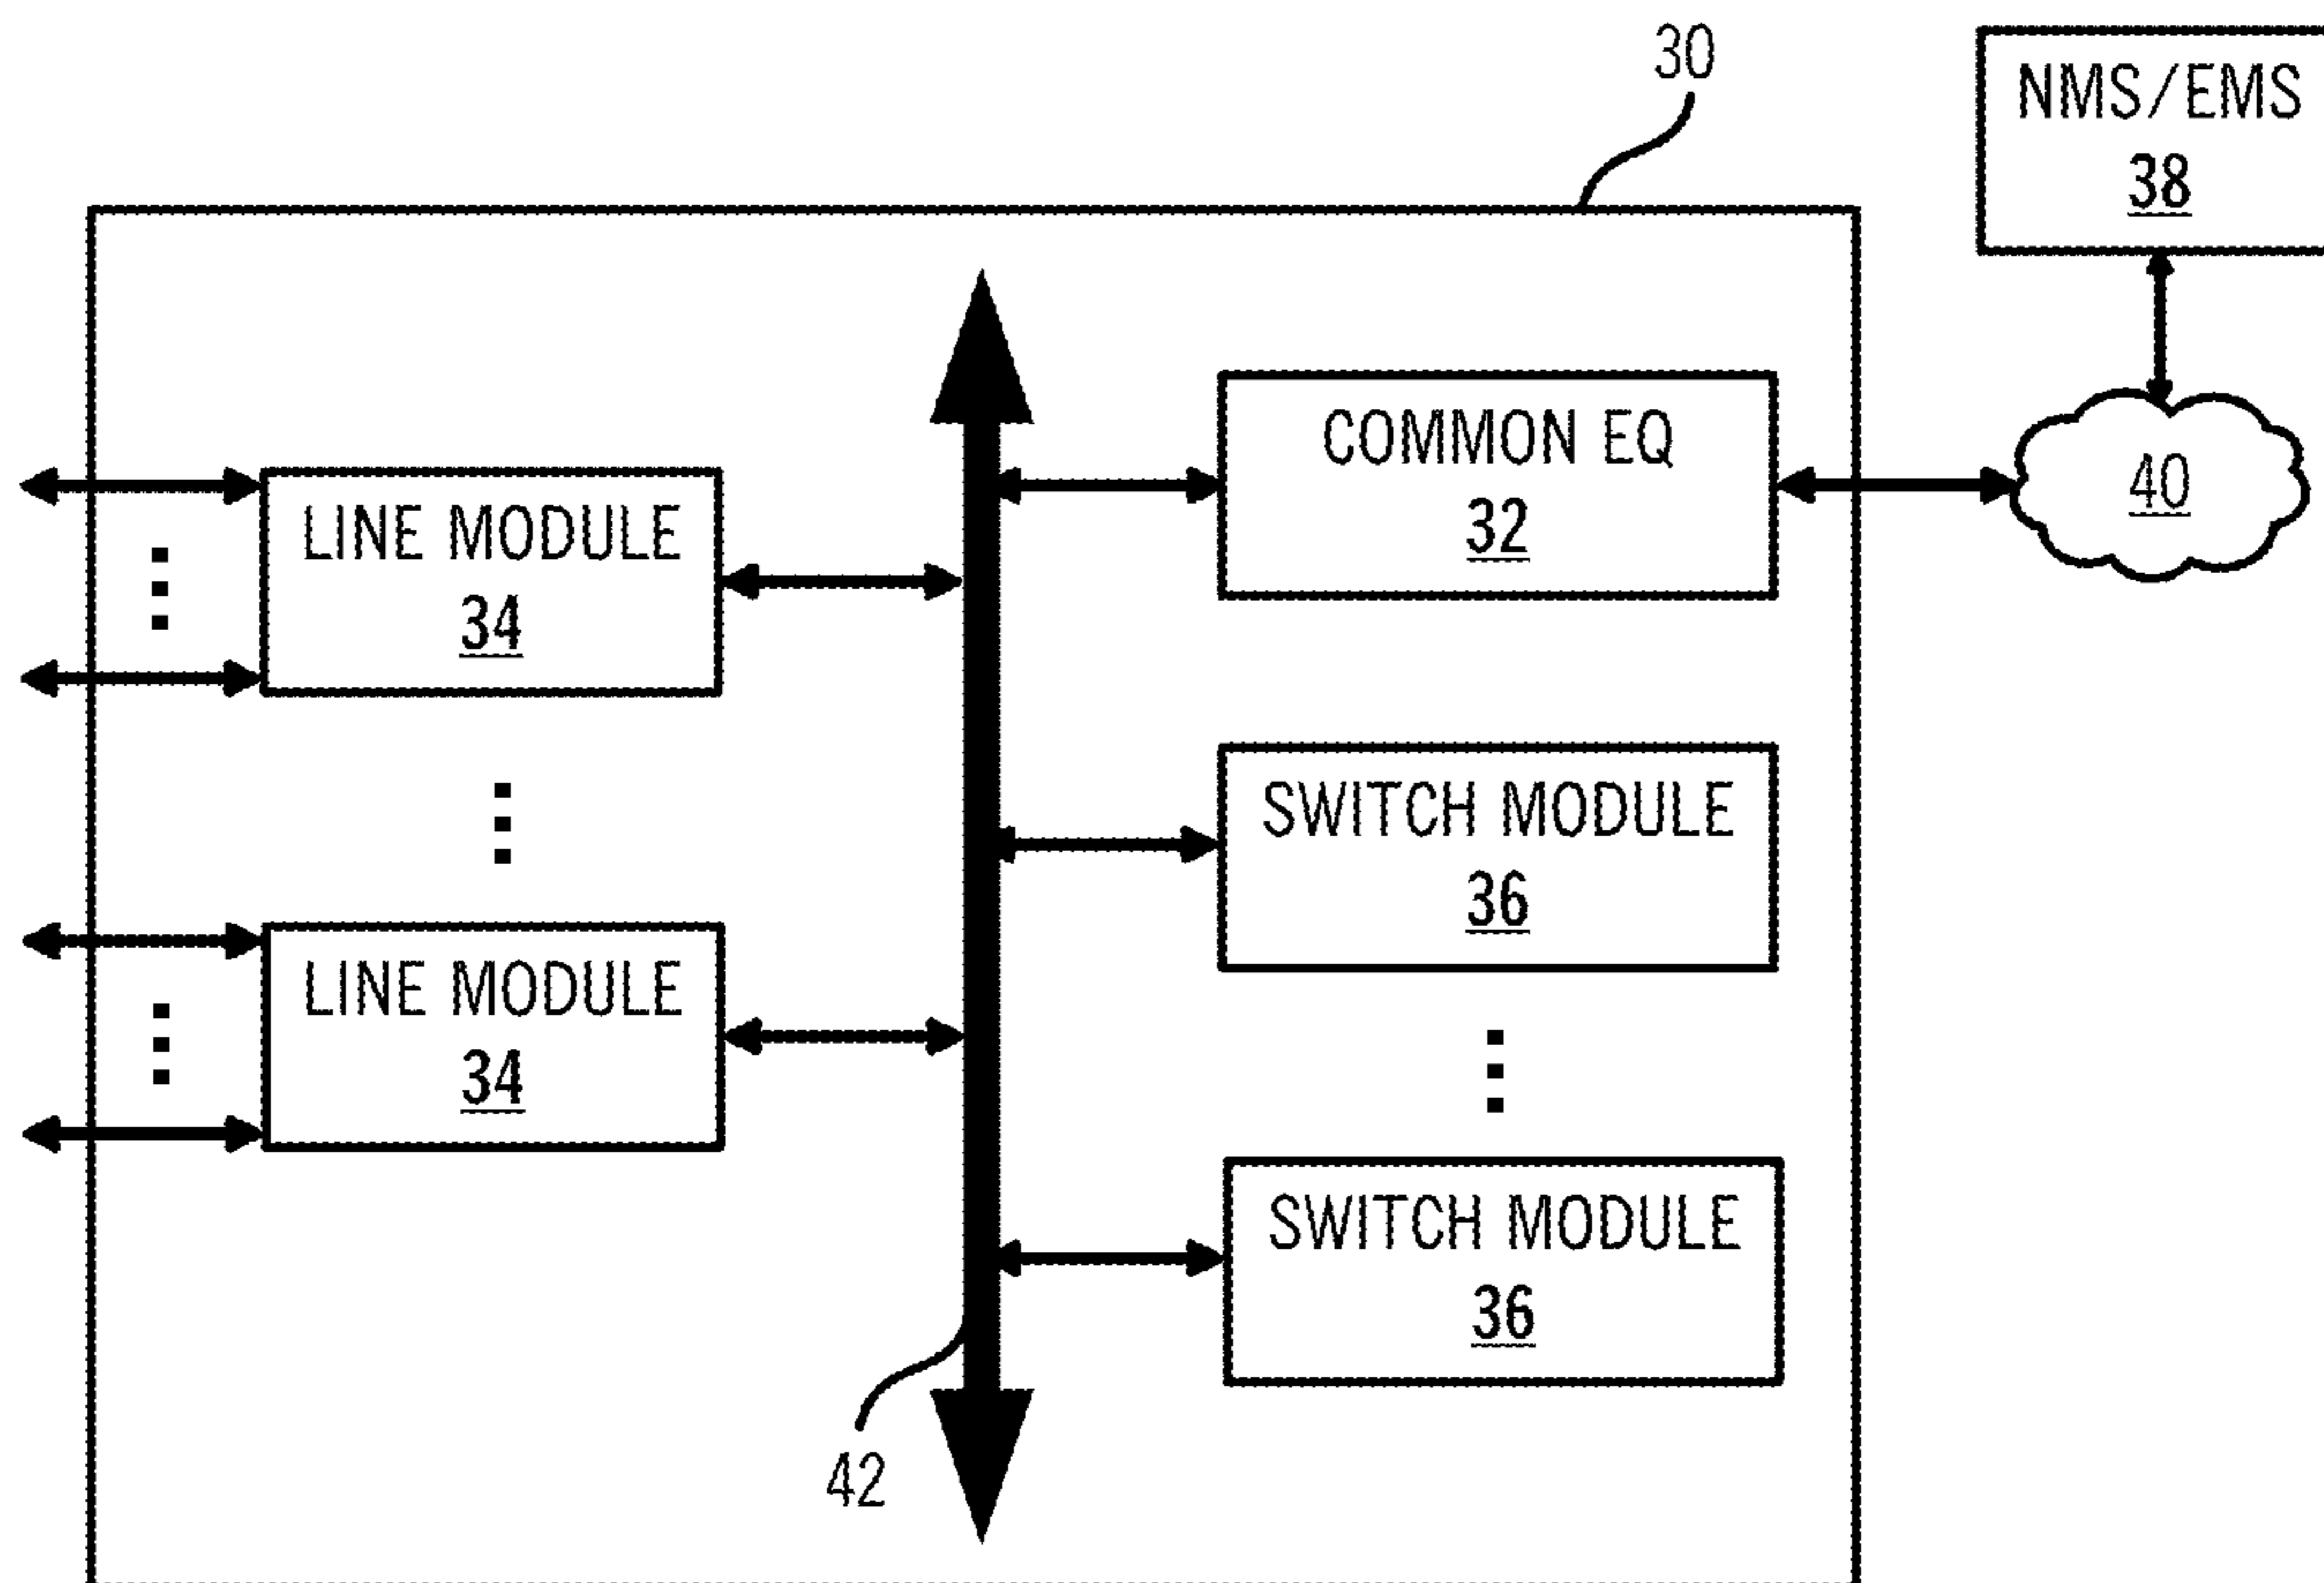 30
NMS/EMS
38
COMMON EQ
32
40
LINE MODULE
34
SWITCH MODULE
36
LINE MODULE
34
SWITCH MODULE
36
42